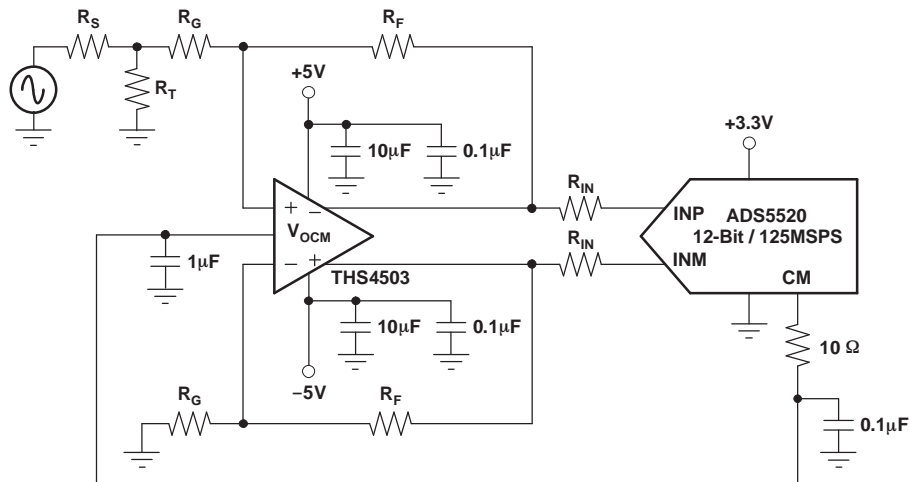 R_S
R_G
R_F
R_T
+5V
10μF
0.1μF
+3.3V
R_IN
+
−
V_OCM
−
+
THS4503
1μF
R_IN
INP
ADS5520
12-Bit / 125MSPS
INM
CM
10μF
0.1μF
−5V
10 Ω
R_G
R_F
0.1μF